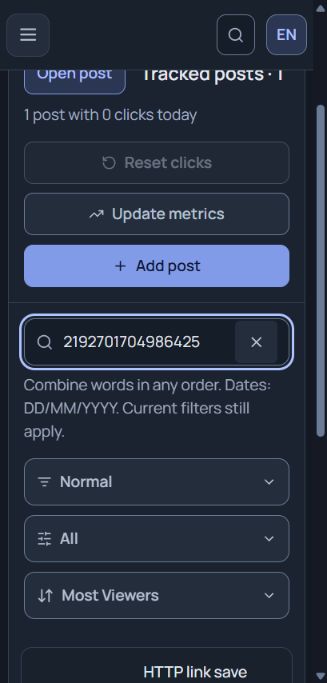 EN
Open post
Tracked posts · 1
1 post with 0 clicks today
Reset clicks
Update metrics
Add post
2192701704986425
Combine words in any order. Dates:
DD/MM/YYYY. Current filters still
apply.
Normal
All
Most Viewers
HTTP link save